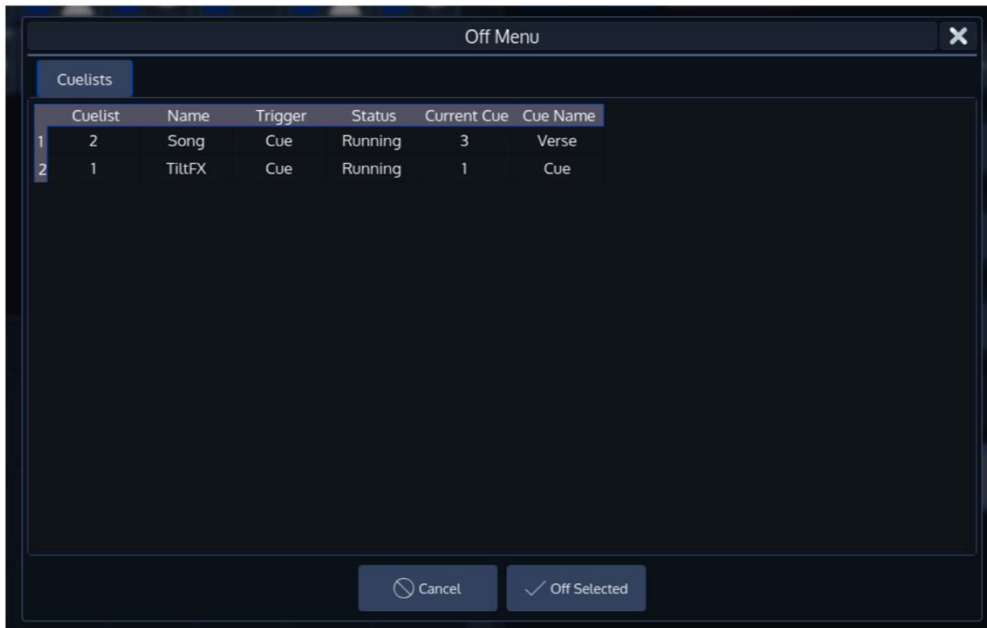 Off Menu
Cuelists
Cuelist Name Trigger Status Current Cue Cue Name
1 2 Song Cue Running 3 Verse
2 1 TiltFX Cue Running 1 Cue
Cancel Off Selected